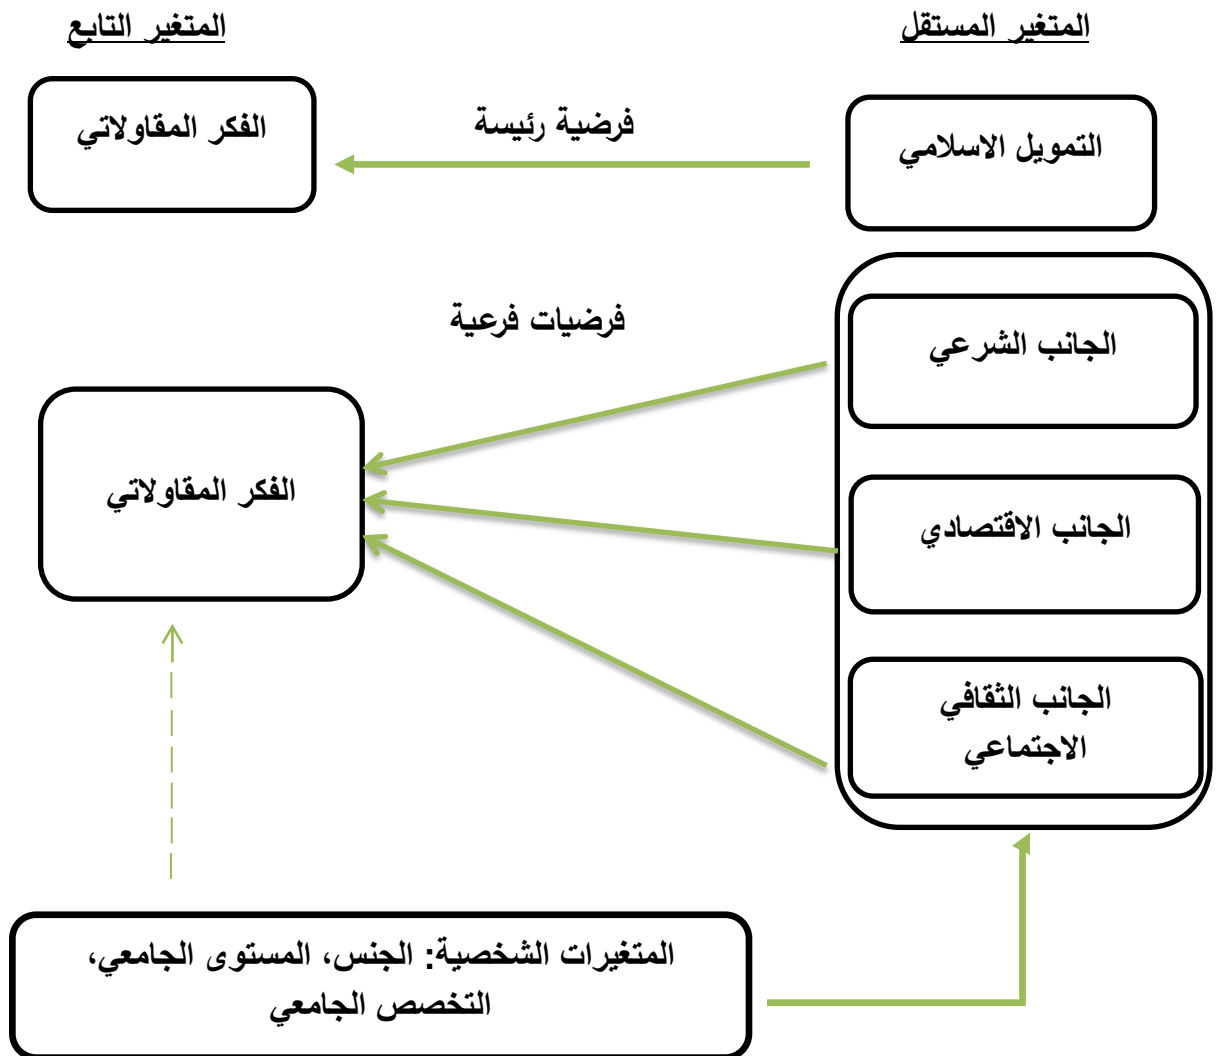 المتغير المستقل
المتغير التابع
التمويل الاسلامي
فرضية رئيسة
الفكر المقاولاتي
فرضيات فرعية
الجانب الشرعي
الجانب الاقتصادي
الجانب الثقافي
الاجتماعي
الفكر المقاولاتي
المتغيرات الشخصية: الجنس، المستوى الجامعي،
التخصص الجامعي